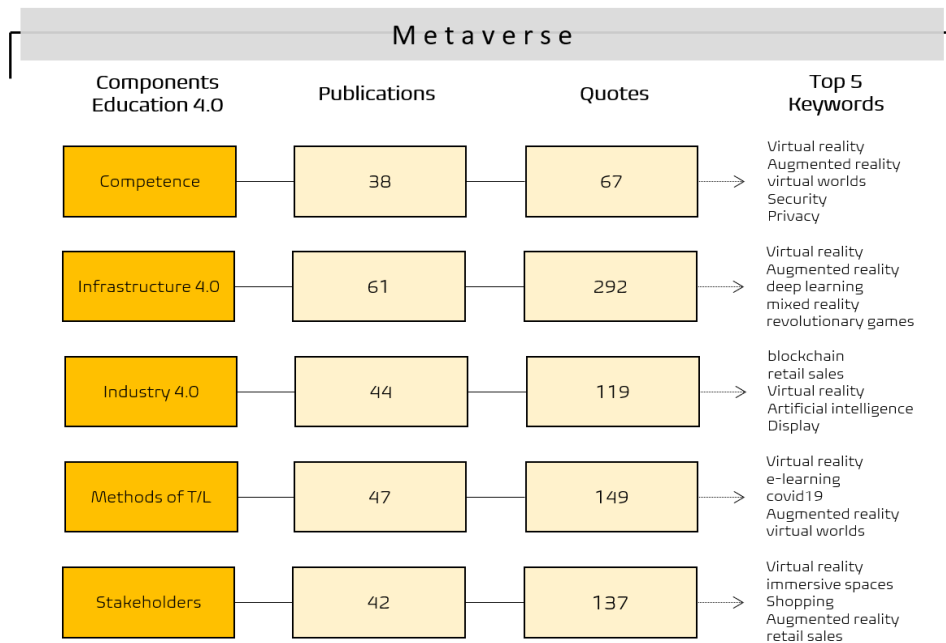 Metaverse
Components
Education 4.0
Publications
Quotes
Top 5
Keywords
Competence
38
67
Virtual reality
Augmented reality
virtual worlds
Security
Privacy
Infrastructure 4.0
61
292
Virtual reality
Augmented reality
deep learning
mixed reality
revolutionary games
Industry 4.0
44
119
blockchain
retail sales
Virtual reality
Artificial intelligence
Display
Methods of T/L
47
149
Virtual reality
e-learning
covid19
Augmented reality
virtual worlds
Stakeholders
42
137
Virtual reality
immersive spaces
Shopping
Augmented reality
retail sales